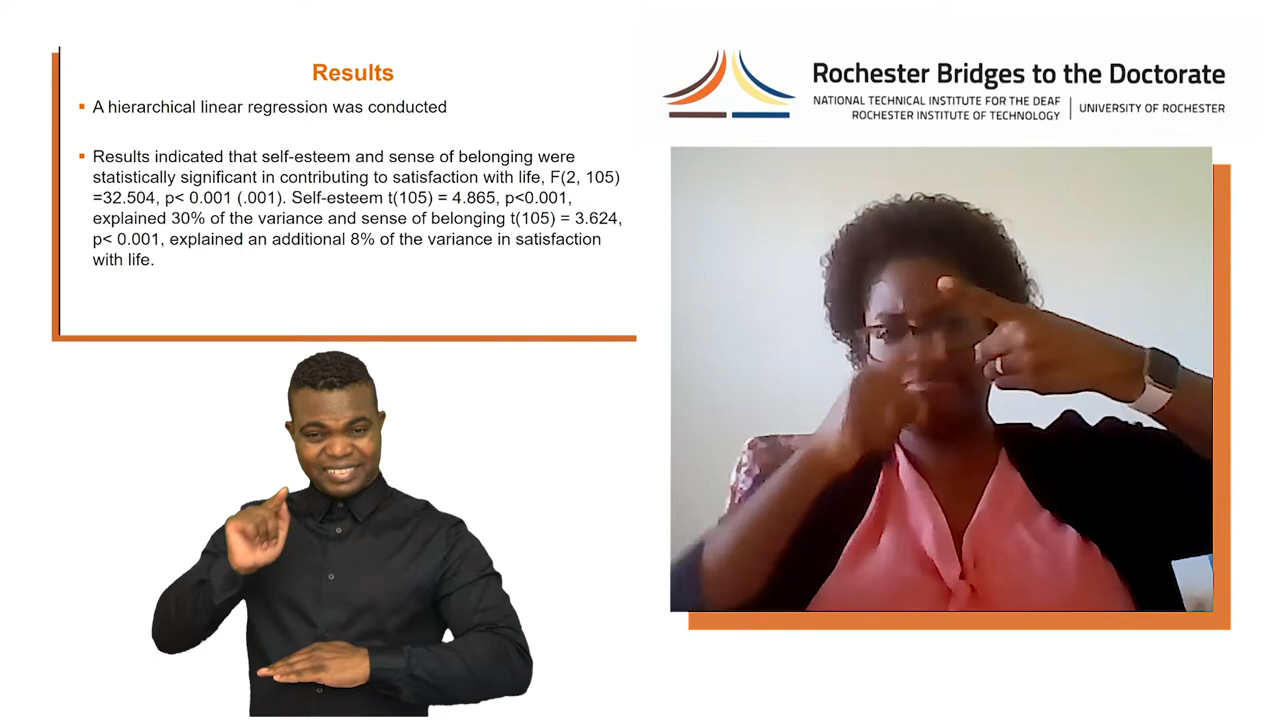 Results
A hierarchical linear regression was conducted
Results indicated that self-esteem and sense of belonging were
statistically significant in contributing to satisfaction with life, F(2, 105)
=32.504, p< 0.001 (.001). Self-esteem t(105) = 4.865, p<0.001,
explained 30% of the variance and sense of belonging t(105) = 3.624,
p< 0.001, explained an additional 8% of the variance in satisfaction
with life.
Rochester Bridges to the Doctorate
NATIONAL TECHNICAL INSTITUTE FOR THE DEAF
ROCHESTER INSTITUTE OF TECHNOLOGY
UNIVERSITY OF ROCHESTER